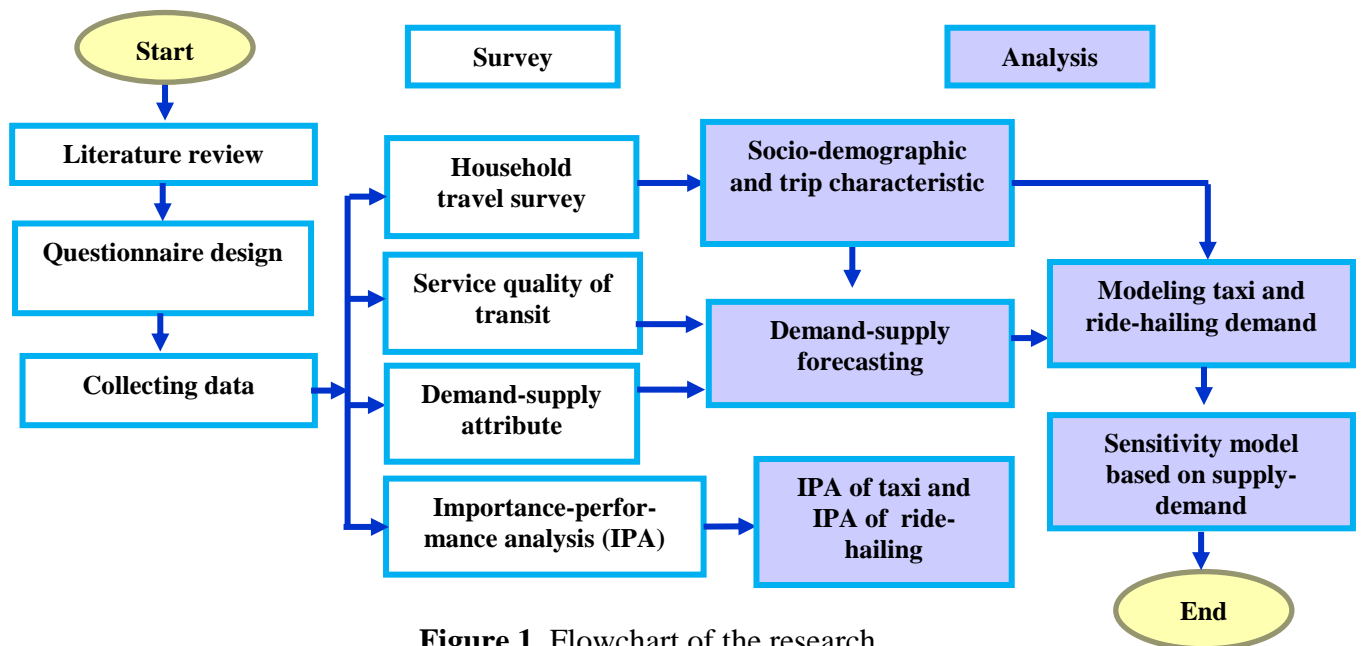 Start
Survey
Analysis
Literature review
Household
travel survey
Socio-demographic
and trip characteristic
Questionnaire design
Service quality of
transit
Demand-supply
forecasting
Modeling taxi and
ride-hailing demand
Collecting data
Demand-supply
attribute
Sensitivity model
based on supply-
demand
Importance-perfor-
mance analysis (IPA)
IPA of taxi and
IPA of ride-
hailing
End
Figure 1. Flowchart of the research